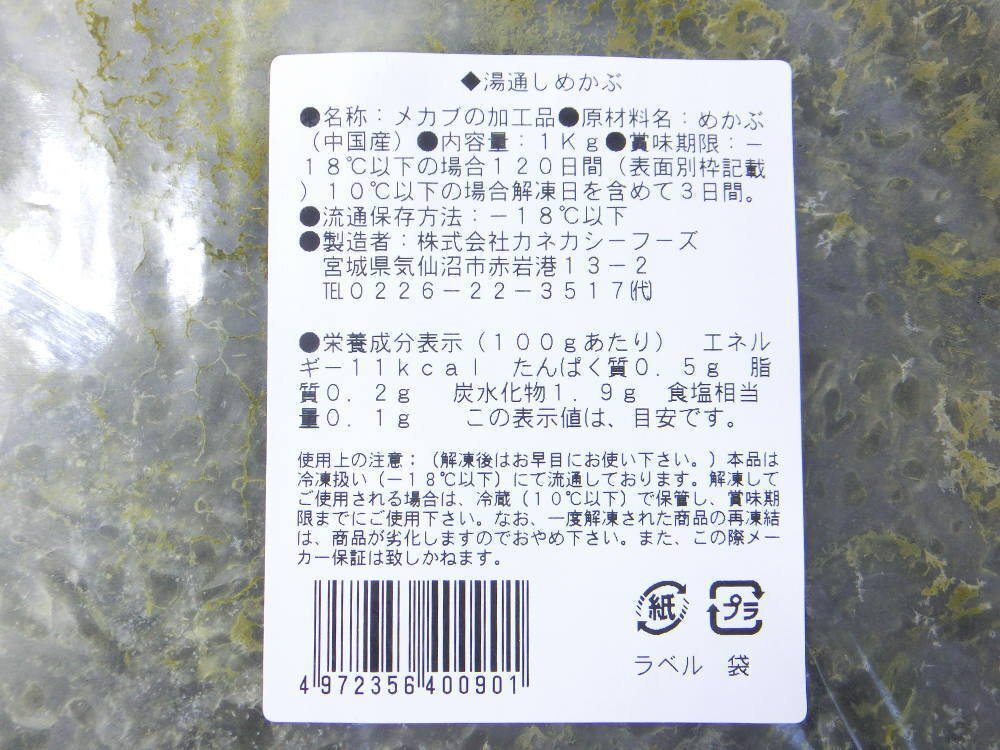 ◆湯通しめかぶ
●名称：メカブの加工品●原材料名：めかぶ
（中国産）●内容量：１Ｋｇ●賞味期限：－
１８℃以下の場合１２０日間（表面別枠記載
）１０℃以下の場合解凍日を含めて３日間。
●流通保存方法：－１８℃以下
●製造者：株式会社カネカシーフーズ
宮城県気仙沼市赤岩港１３－２
℡０２２６－２２－３５１７㈹
●栄養成分表示（１００ｇあたり）　エネル
ギー１１ｋｃａｌ　たんぱく質０．５ｇ　脂
質０．２ｇ　炭水化物１．９ｇ　食塩相当
量０．１ｇ　この表示値は、目安です。
使用上の注意：（解凍後はお早目にお使い下さい。）本品は
冷凍扱い（－１８℃以下）にて流通しております。解凍して
ご使用される場合は、冷蔵（１０℃以下）で保管し、賞味期
限までにご使用下さい。なお、一度解凍された商品の再凍結
は、商品が劣化しますのでおやめ下さい。また、この際メー
カー保証は致しかねます。
紙　プラ
4 972356 400901
ラベル　袋